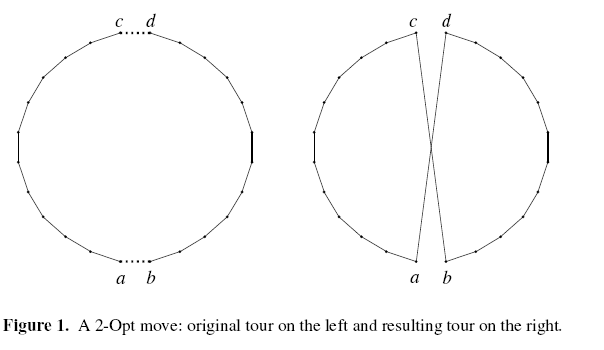 c d c d
a b a b
Figure 1. A 2-Opt move: original tour on the left and resulting tour on the right.